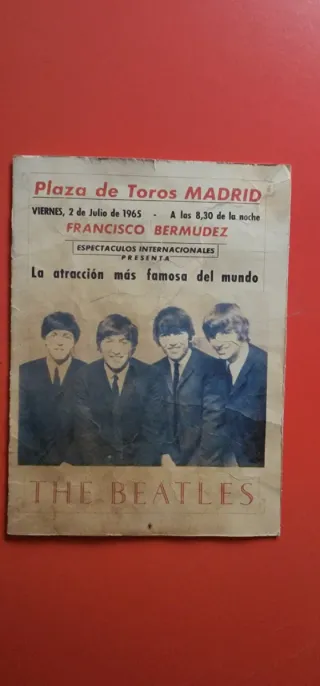 Plaza de Toros MADRID
VIERNES, 2 de Julio de 1965 - A las 8,30 de la noche
FRANCISCO BERMUDEZ
ESPECTACULOS INTERNACIONALES
PRESENTA
La atracción más famosa del mundo
THE BEATLES